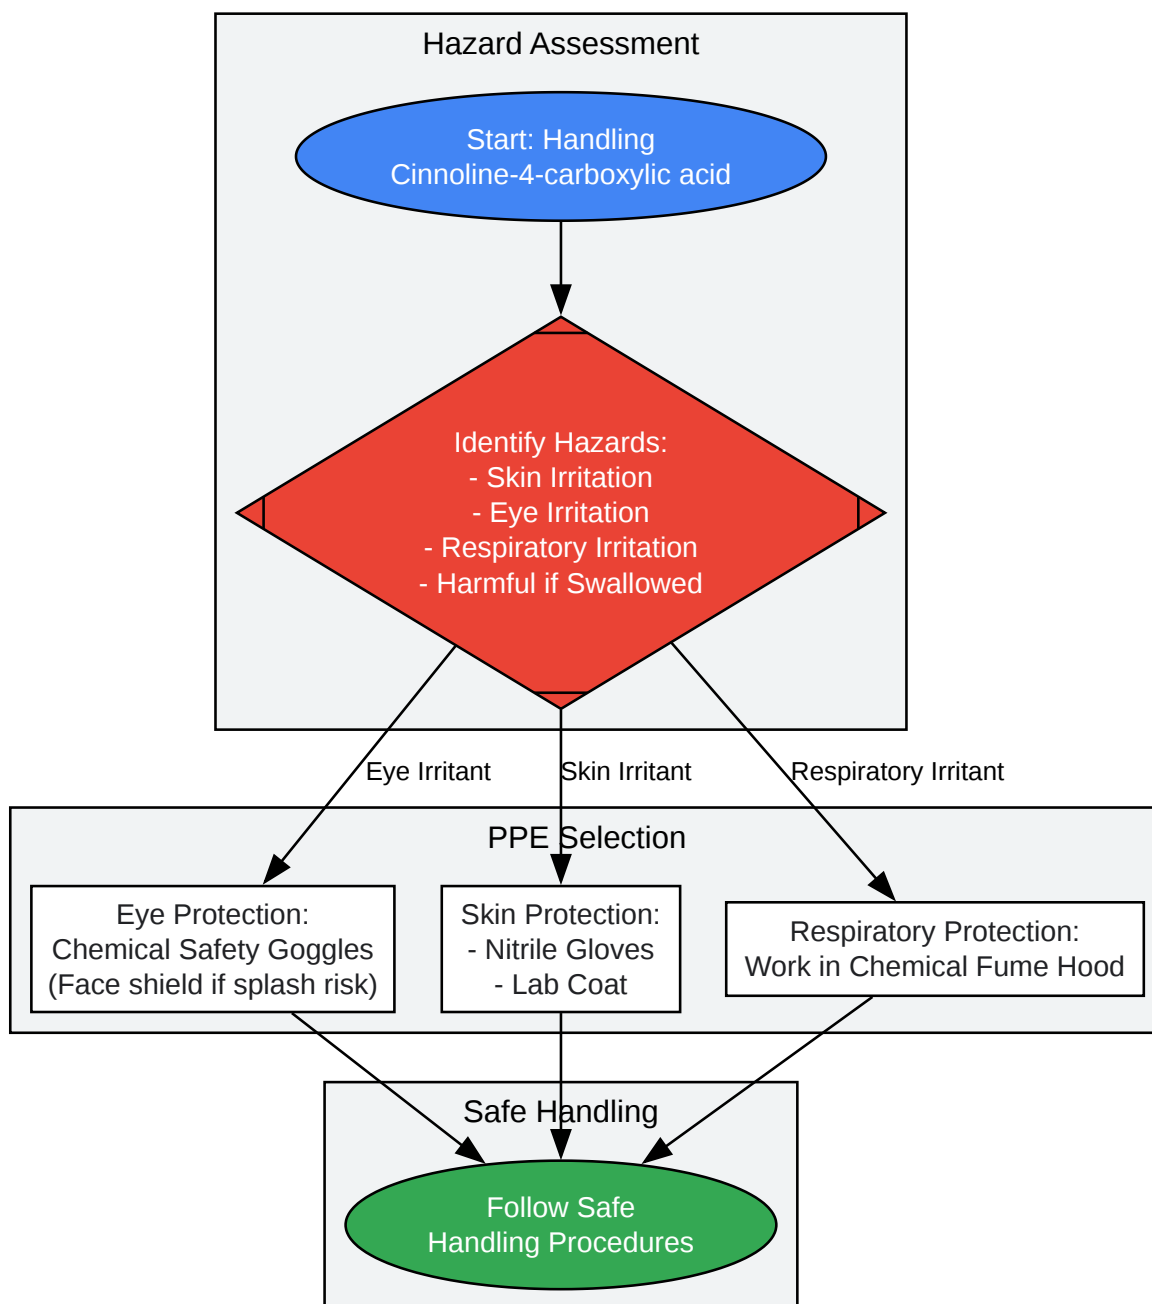 Hazard Assessment
Start: Handling
Cinnoline-4-carboxylic acid
Identify Hazards:
- Skin Irritation
- Eye Irritation
- Respiratory Irritation
- Harmful if Swallowed
Eye Irritant
Skin Irritant
Respiratory Irritant
PPE Selection
Eye Protection:
Chemical Safety Goggles
(Face shield if splash risk)
Skin Protection:
- Nitrile Gloves
- Lab Coat
Respiratory Protection:
Work in Chemical Fume Hood
Safe Handling
Follow Safe
Handling Procedures